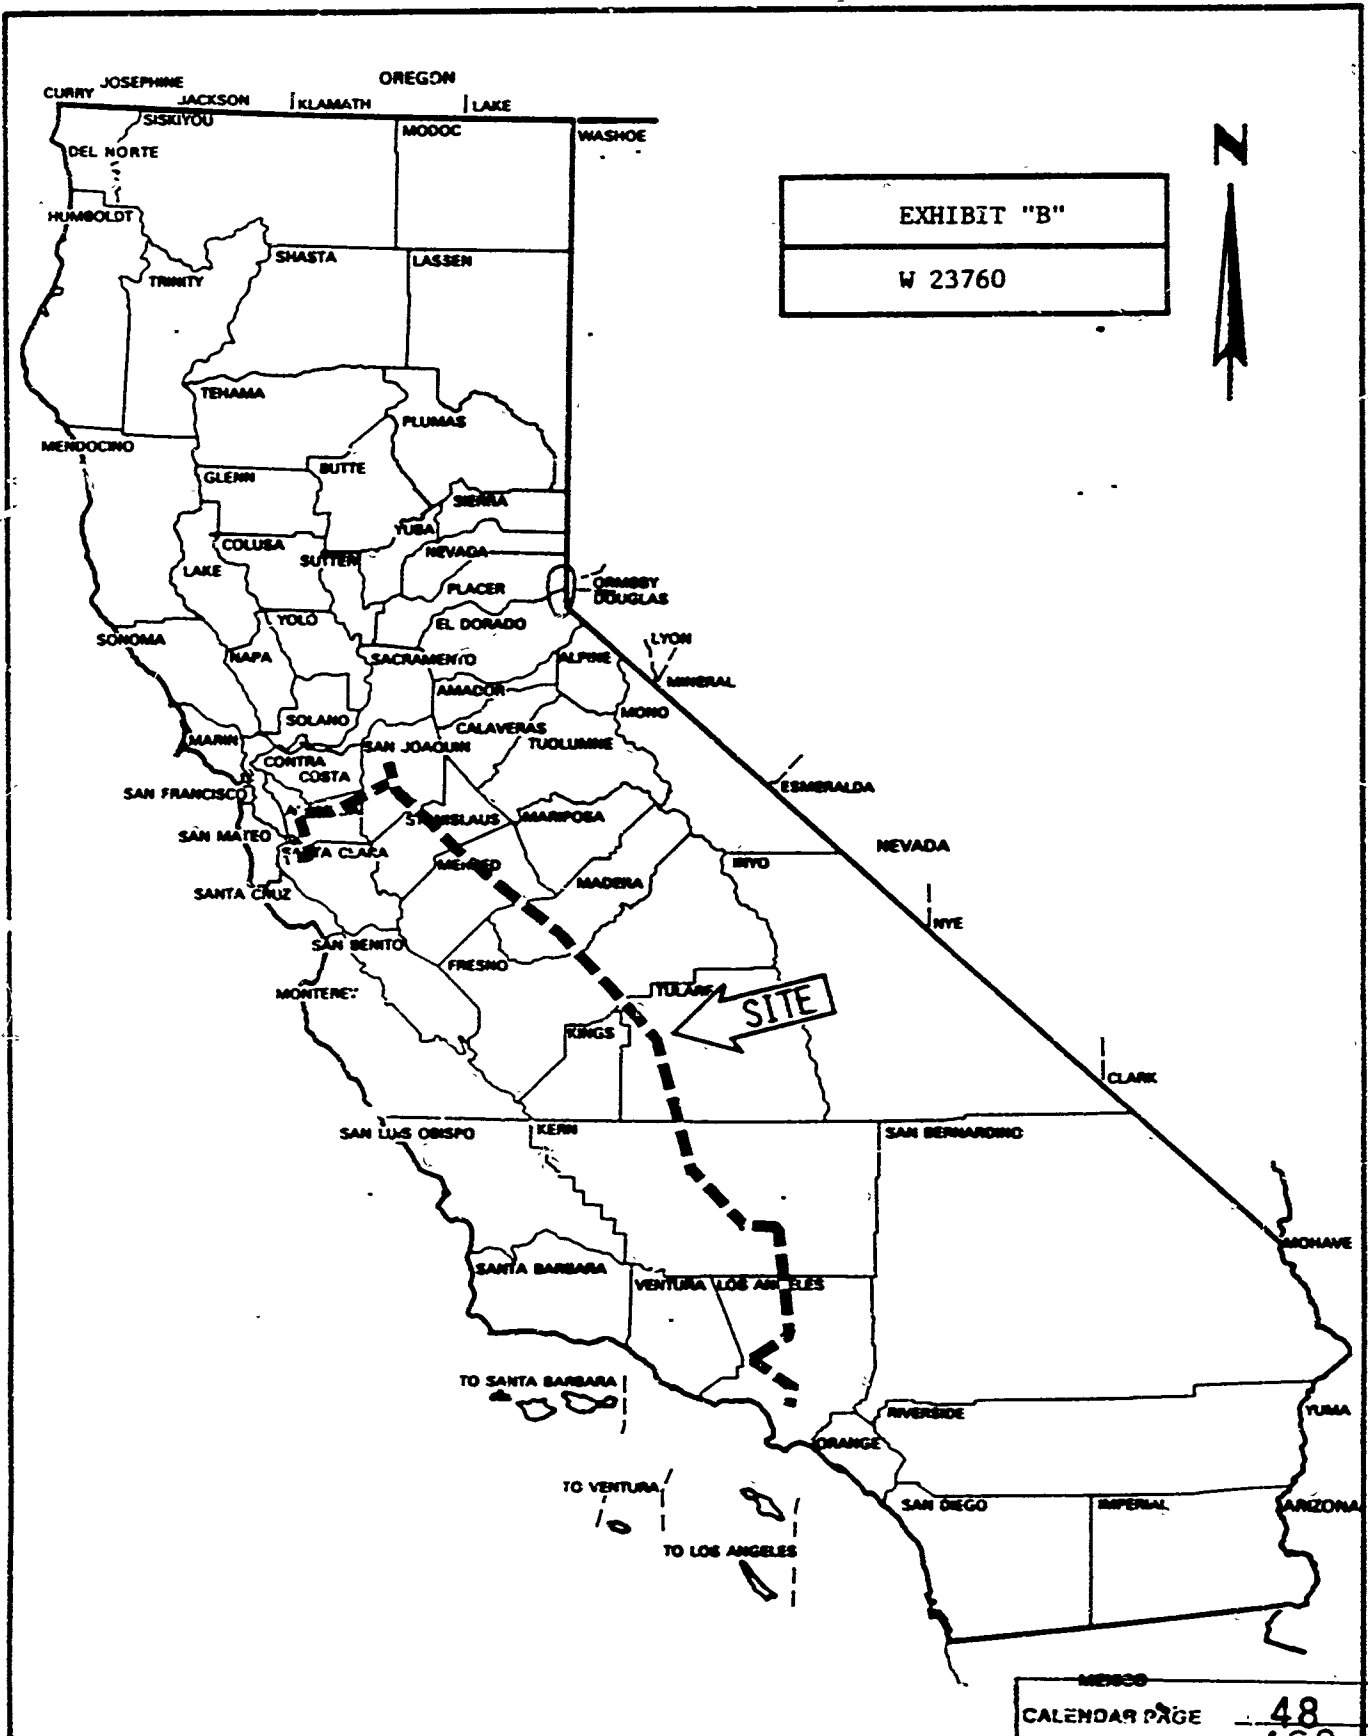 OREGON
JOSEPHINE
CURRY
JACKSON
KLAMATH
LAKE
SISKIYOU
MODOC
WASHOE
DEL NORTE
EXHIBIT "B"
W 23760
N
HUMBOLDT
SHASTA
LASSEN
TRINITY
TEHAMA
PLUMAS
MENDOCINO
BUTTE
GLENN
SIERRA
YUBA
COLUSA
SUTTER
NEVADA
LAKE
PLACER
ORMSBY
DOUGLAS
YOLO
EL DORADO
SONOMA
LYON
NAPA
SACRAMENTO
ALPINE
MINERAL
AMADOR
SOLANO
MONO
CALAVERAS
MARIN
SAN JOAQUIN
TUOLUMNE
CONTRA
COSTA
ESMERALDA
SAN FRANCISCO
STANISLAUS
MARIPOSA
SAN MATEO
NEVADA
SANTA CLARA
MERCED
INYO
MADERA
SANTA CRUZ
NYE
SAN BENITO
FRESNO
MONTEREY
TULARE
SITE
KINGS
CLARK
SAN LUIS OBISPO
KERN
SAN BERNARDINO
MOHAVE
SANTA BARBARA
VENTURA
LOS ANGELES
TO SANTA BARBARA
RIVERSIDE
YUMA
ORANGE
TO VENTURA
SAN DIEGO
IMPERIAL
ARIZONA
TO LOS ANGELES
MEXICO
CALENDAR PAGE 48